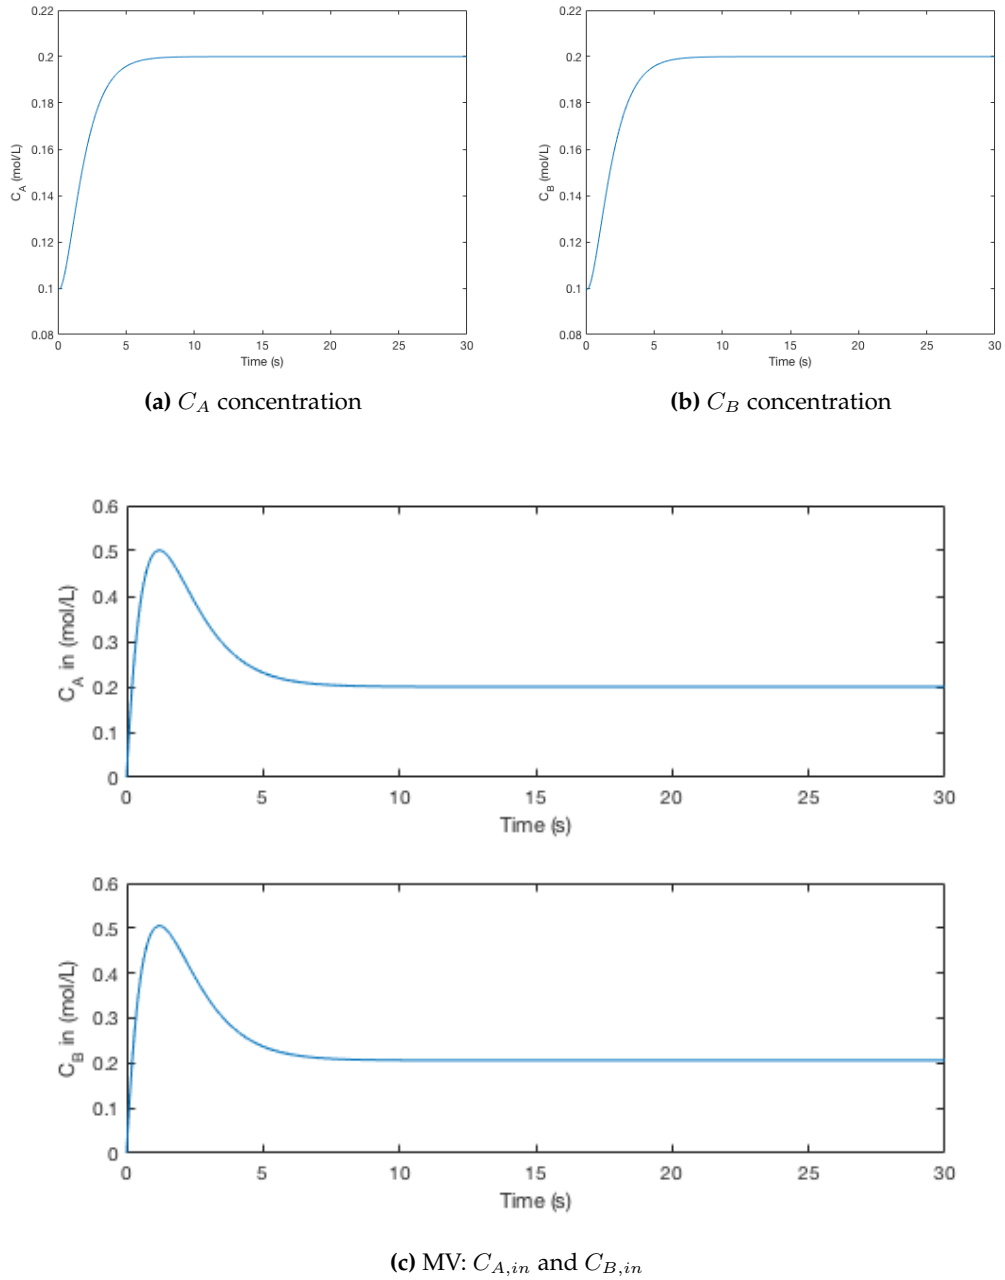 0.22
0.2
0.18
0.16
0.14
0.12
0.1
0.08
C_A (mol/L)
0 5 10 15 20 25 30
Time (s)
(a) C_A concentration
0.22
0.2
0.18
0.16
0.14
0.12
0.1
0.08
C_B (mol/L)
0 5 10 15 20 25 30
Time (s)
(b) C_B concentration
0.6
0.5
0.4
0.3
0.2
0.1
0
C_A in (mol/L)
0 5 10 15 20 25 30
Time (s)
0.6
0.5
0.4
0.3
0.2
0.1
0
C_B in (mol/L)
0 5 10 15 20 25 30
Time (s)
(c) MV: C_{A,in} and C_{B,in}